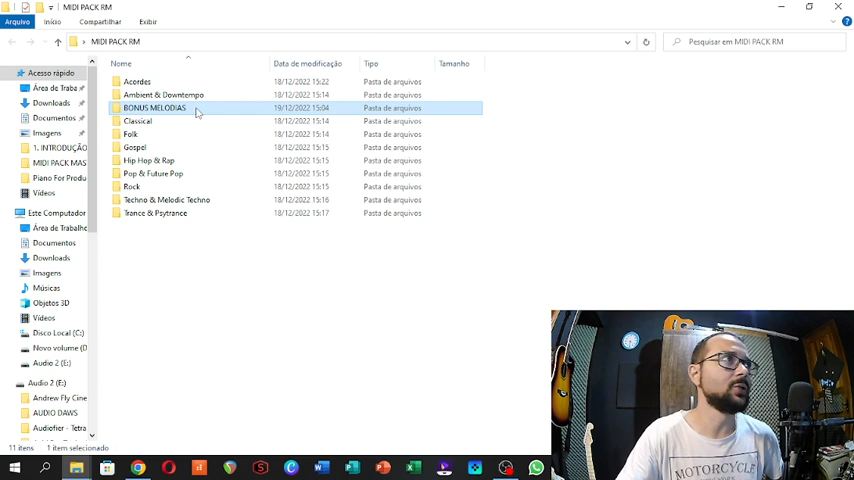 MIDI PACK RM
Arquivo Início Compartilhar Exibir
MIDI PACK RM
Pesquisar em MIDI PACK RM
Nome Data de modificação Tipo Tamanho
Acesso rápido
Área de Traba
Downloads
Documentos
Imagens
1. INTRODUÇÃO
MIDI PACK MAS
Piano For Produ
Vídeos
Este Computador
Área de Trabalho
Documentos
Downloads
Imagens
Músicas
Objetos 3D
Vídeos
Disco Local (C:)
Novo volume (D
Audio 2 (E:)
Audio 2 (E:)
Andrew Fly Cine
AUDIO DAWS
Audiofier - Tetra
Acordes 18/12/2022 15:22 Pasta de arquivos
Ambient & Downtempo 18/12/2022 15:14 Pasta de arquivos
BONUS MELODIAS 19/12/2022 15:04 Pasta de arquivos
Classical 18/12/2022 15:14 Pasta de arquivos
Folk 18/12/2022 15:14 Pasta de arquivos
Gospel 18/12/2022 15:15 Pasta de arquivos
Hip Hop & Rap 18/12/2022 15:15 Pasta de arquivos
Pop & Future Pop 18/12/2022 15:15 Pasta de arquivos
Rock 18/12/2022 15:15 Pasta de arquivos
Techno & Melodic Techno 18/12/2022 15:16 Pasta de arquivos
Trance & Psytrance 18/12/2022 15:17 Pasta de arquivos
11 itens 1 item selecionado
MOTORCYCLE